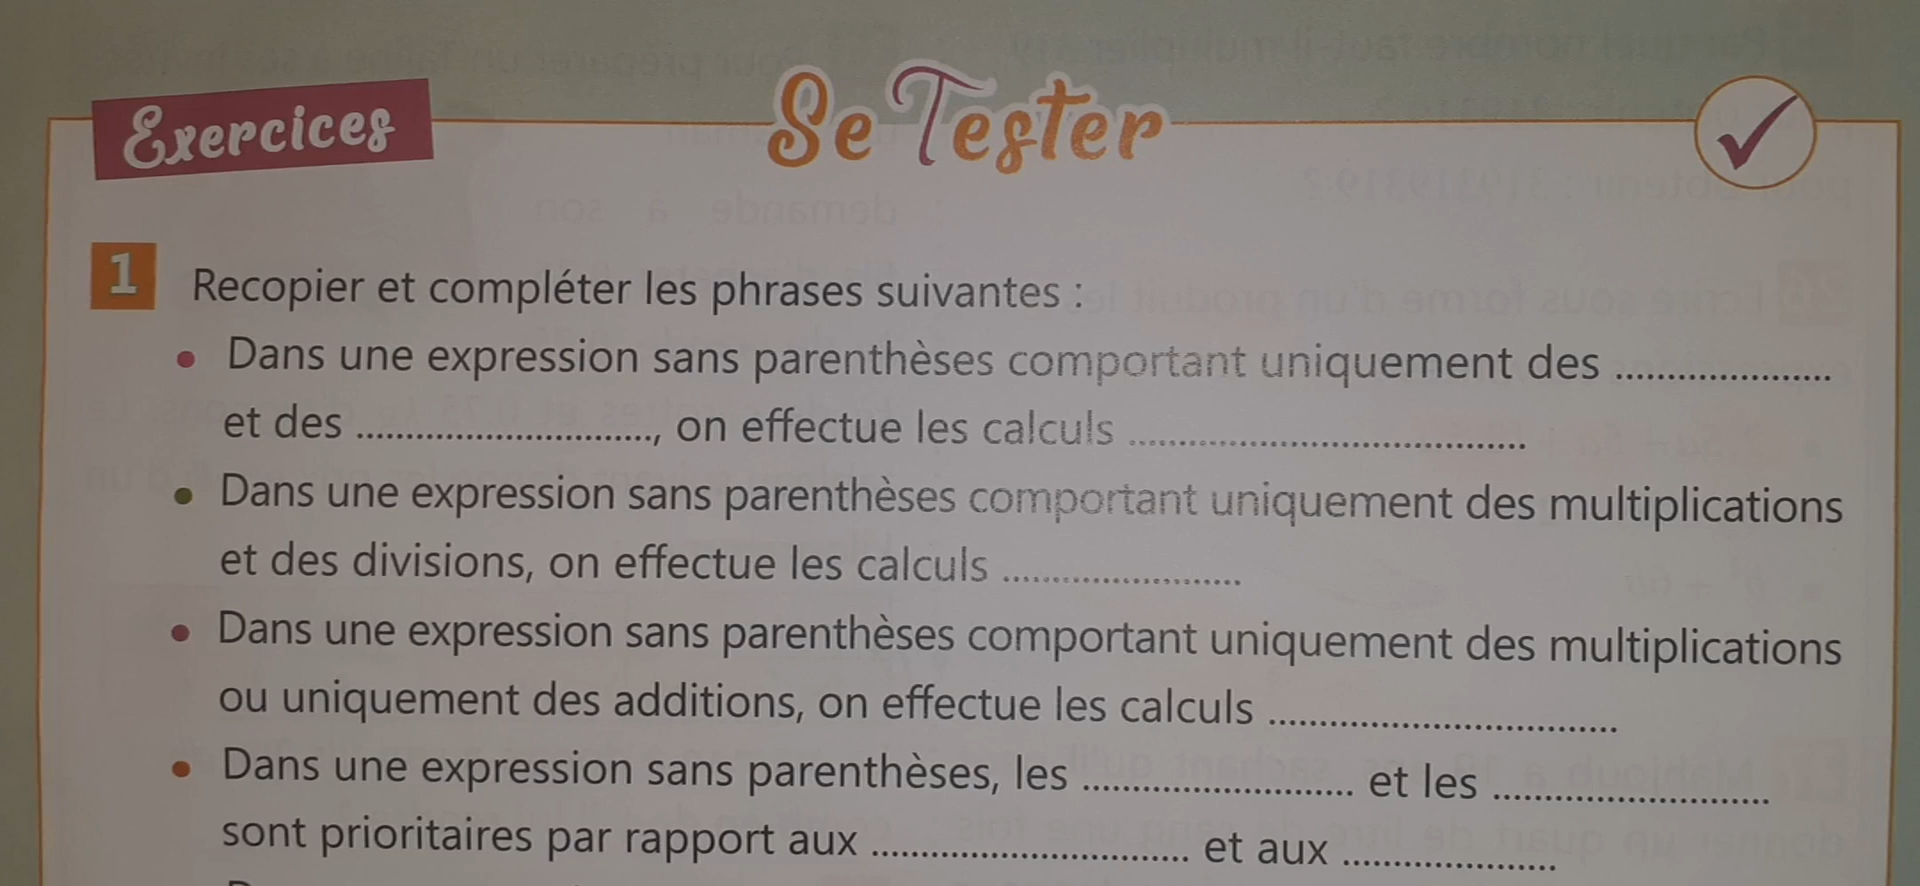 Exercices
Se Tester
1 Recopier et compléter les phrases suivantes :
• Dans une expression sans parenthèses comportant uniquement des ......................
et des .............................., on effectue les calculs ........................................
• Dans une expression sans parenthèses comportant uniquement des multiplications
et des divisions, on effectue les calculs ........................
• Dans une expression sans parenthèses comportant uniquement des multiplications
ou uniquement des additions, on effectue les calculs ...................................
• Dans une expression sans parenthèses, les ........................... et les ............................
sont prioritaires par rapport aux ................................ et aux ......................